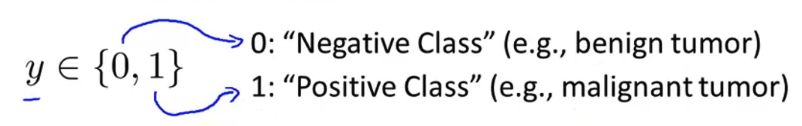 0: “Negative Class” (e.g., benign tumor)
y ∈ {0, 1}
1: “Positive Class” (e.g., malignant tumor)